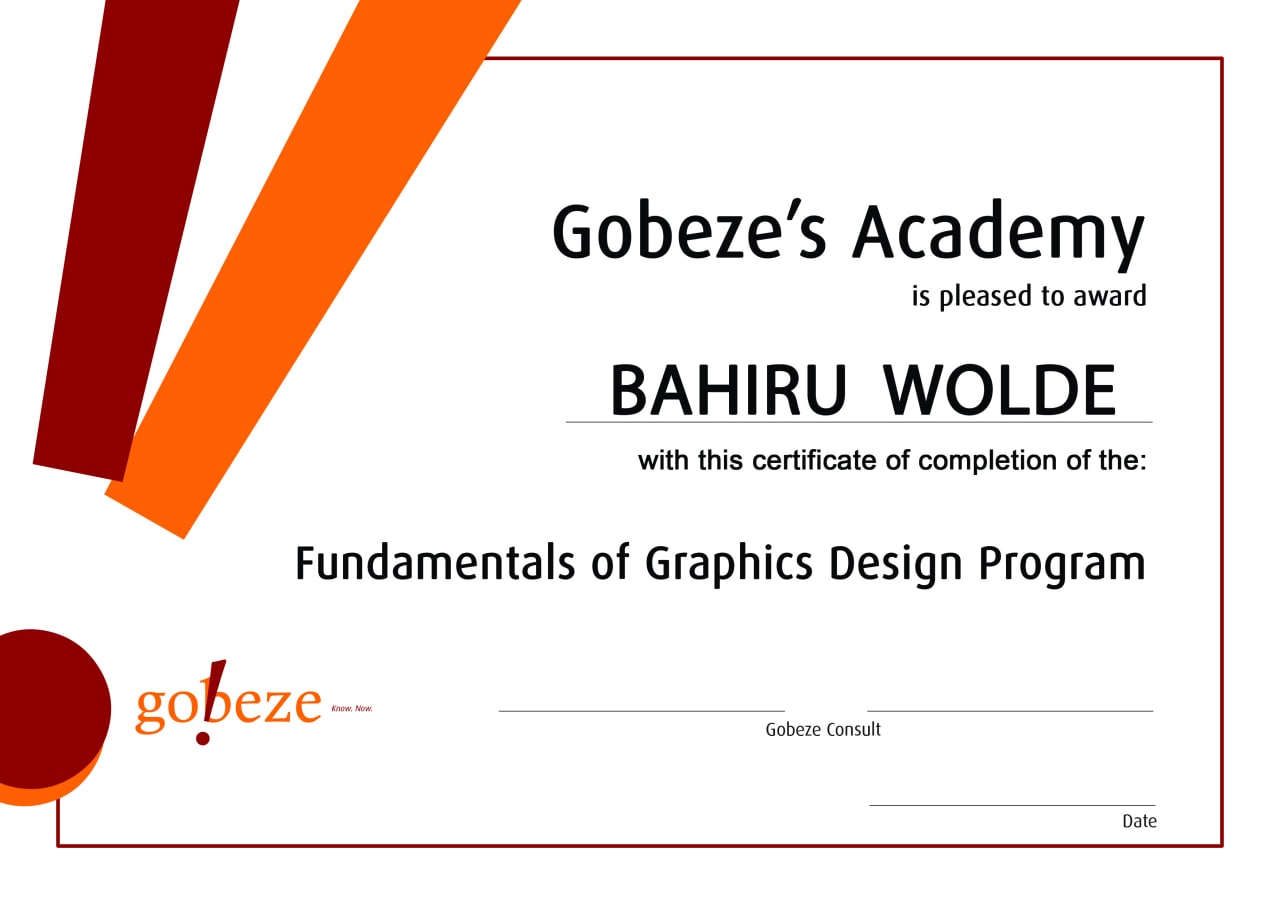 Gobeze’s Academy
is pleased to award
BAHIRU WOLDE
with this certificate of completion of the:
Fundamentals of Graphics Design Program
gobeze Know. Now.
Gobeze Consult
Date